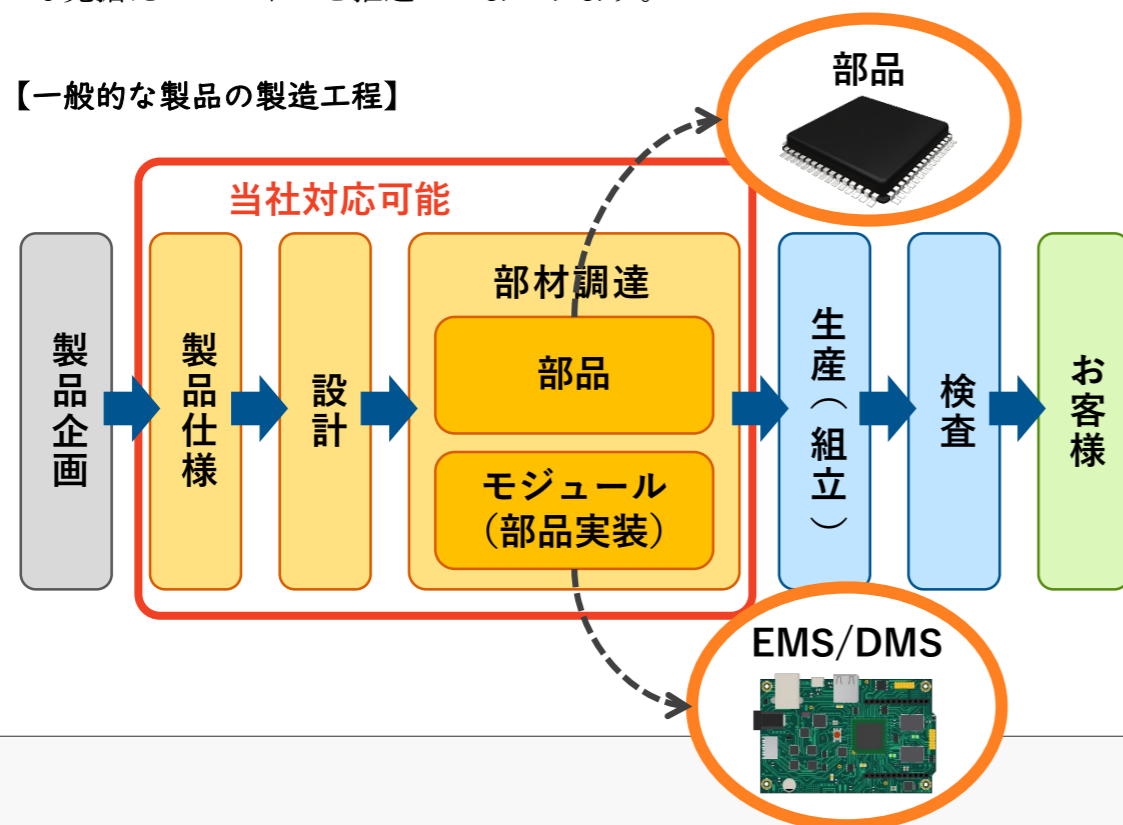 【一般的な製品の製造工程】
部品
当社対応可能
製品企画
製品仕様
設計
部材調達
部品
モジュール
（部品実装）
生産（組立）
検査
お客様
EMS/DMS